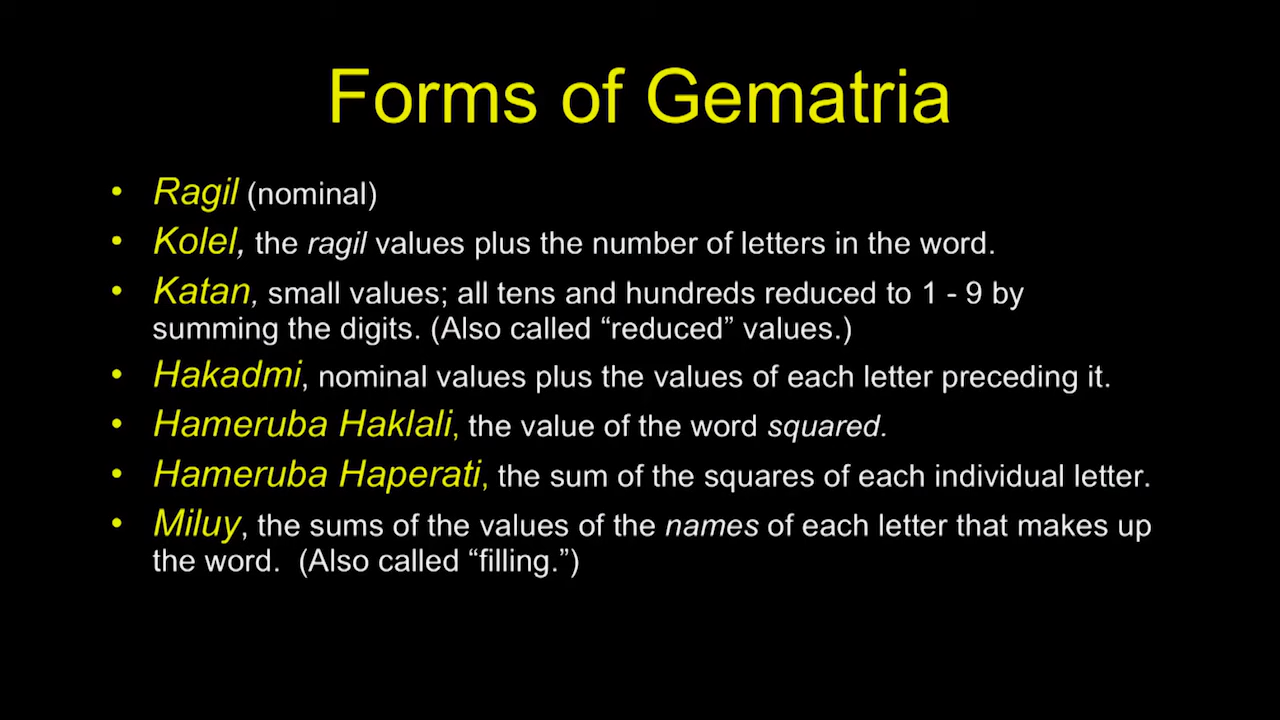 Forms of Gematria
• Ragil (nominal)
• Kolel, the ragil values plus the number of letters in the word.
• Katan, small values; all tens and hundreds reduced to 1 - 9 by
summing the digits. (Also called “reduced” values.)
• Hakadmi, nominal values plus the values of each letter preceding it.
• Hameruba Haklali, the value of the word squared.
• Hameruba Haperati, the sum of the squares of each individual letter.
• Miluy, the sums of the values of the names of each letter that makes up
the word.  (Also called “filling.”)